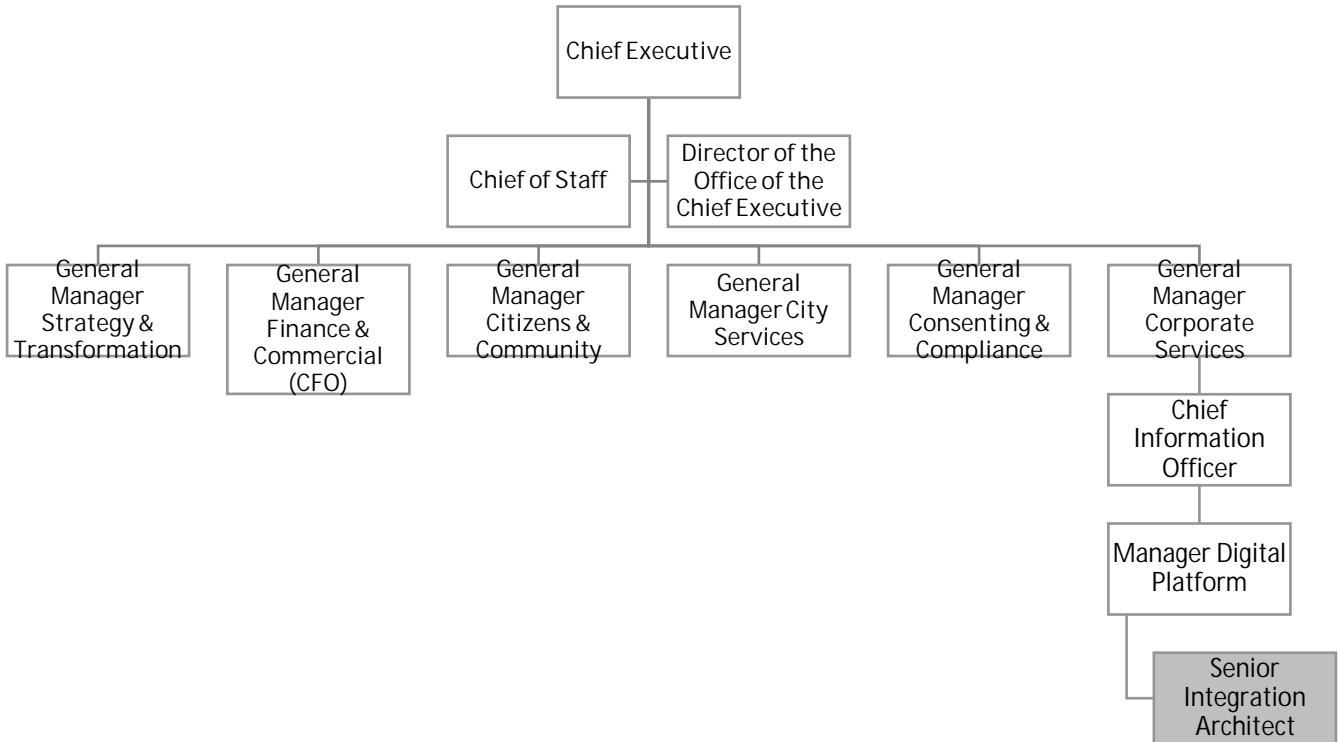 Chief Executive
Chief of Staff
Director of the
Office of the
Chief Executive
General
Manager
Strategy &
Transformation
General
Manager
Finance &
Commercial
(CFO)
General
Manager
Citizens &
Community
General
Manager City
Services
General
Manager
Consenting &
Compliance
General
Manager
Corporate
Services
Chief
Information
Officer
Manager Digital
Platform
Senior
Integration
Architect